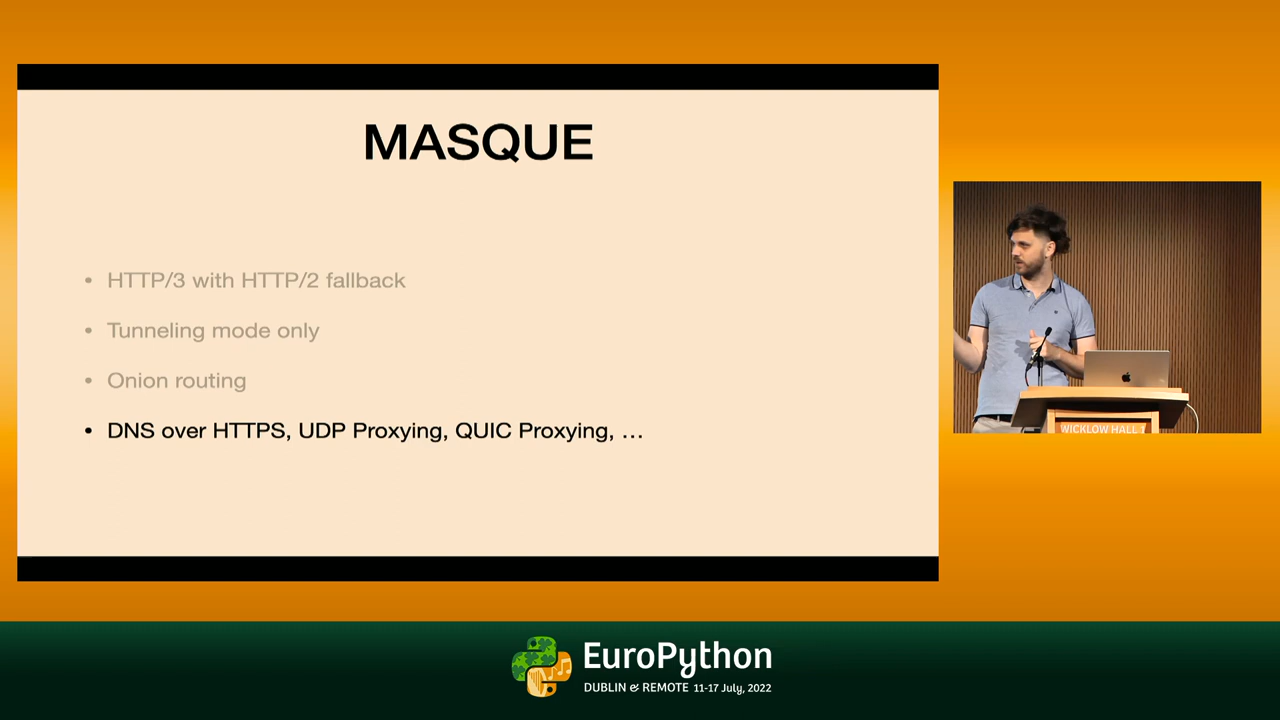 MASQUE
• HTTP/3 with HTTP/2 fallback
• Tunneling mode only
• Onion routing
• DNS over HTTPS, UDP Proxying, QUIC Proxying, …
WICKLOW HALL 1
EuroPython
DUBLIN & REMOTE 11-17 July, 2022